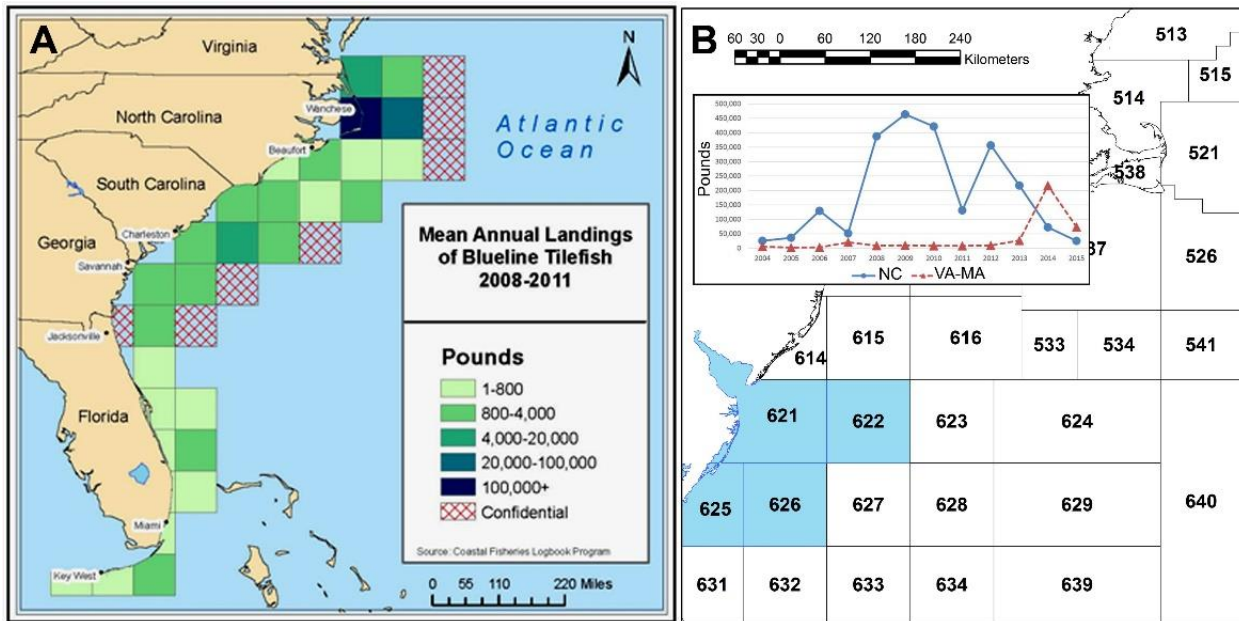 A
Virginia
North Carolina
South Carolina
Georgia
Florida
Wanchese
Beaufort
Charleston
Savannah
Jacksonville
Miami
Key West
N
Atlantic
Ocean
Mean Annual Landings
of Blueline Tilefish
2008-2011
Pounds
1-800
800-4,000
4,000-20,000
20,000-100,000
100,000+
Confidential
Source: Coastal Fisheries Logbook Program
0 55 110 220 Miles
B
60 30 0 60 120 180 240
Kilometers
513
515
514
521
538
37
526
Pounds
500,000
450,000
400,000
350,000
300,000
250,000
200,000
150,000
100,000
50,000
0
2004 2005 2006 2007 2008 2009 2010 2011 2012 2013 2014 2015
NC VA-MA
614 615 616 533 534 541
621 622 623 624
625 626 627 628 629 640
631 632 633 634 639